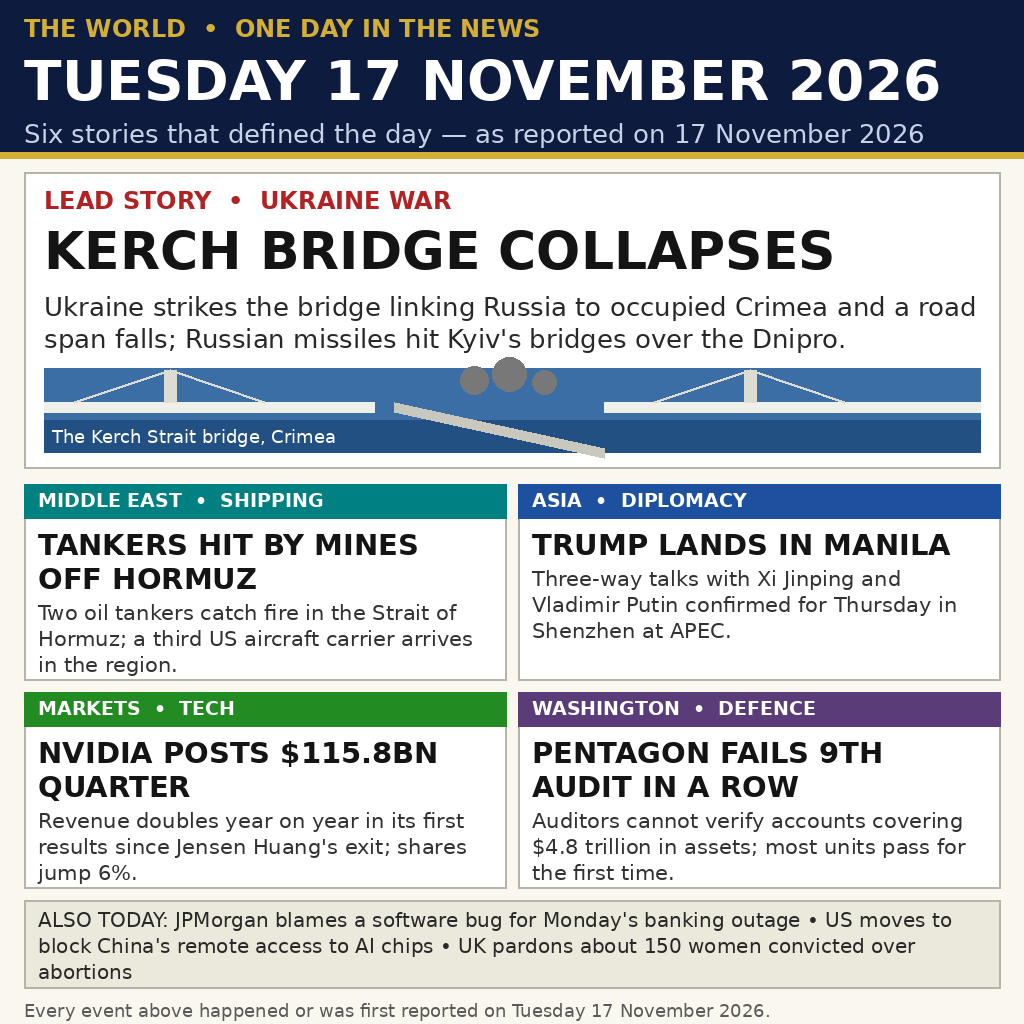 THE WORLD • ONE DAY IN THE NEWS
TUESDAY 17 NOVEMBER 2026
Six stories that defined the day — as reported on 17 November 2026
LEAD STORY • UKRAINE WAR
KERCH BRIDGE COLLAPSES
Ukraine strikes the bridge linking Russia to occupied Crimea and a road
span falls; Russian missiles hit Kyiv's bridges over the Dnipro.
The Kerch Strait bridge, Crimea
MIDDLE EAST • SHIPPING
TANKERS HIT BY MINES
OFF HORMUZ
Two oil tankers catch fire in the Strait of
Hormuz; a third US aircraft carrier arrives
in the region.
ASIA • DIPLOMACY
TRUMP LANDS IN MANILA
Three-way talks with Xi Jinping and
Vladimir Putin confirmed for Thursday in
Shenzhen at APEC.
MARKETS • TECH
NVIDIA POSTS $115.8BN
QUARTER
Revenue doubles year on year in its first
results since Jensen Huang's exit; shares
jump 6%.
WASHINGTON • DEFENCE
PENTAGON FAILS 9TH
AUDIT IN A ROW
Auditors cannot verify accounts covering
$4.8 trillion in assets; most units pass for
the first time.
ALSO TODAY: JPMorgan blames a software bug for Monday's banking outage • US moves to
block China's remote access to AI chips • UK pardons about 150 women convicted over
abortions
Every event above happened or was first reported on Tuesday 17 November 2026.